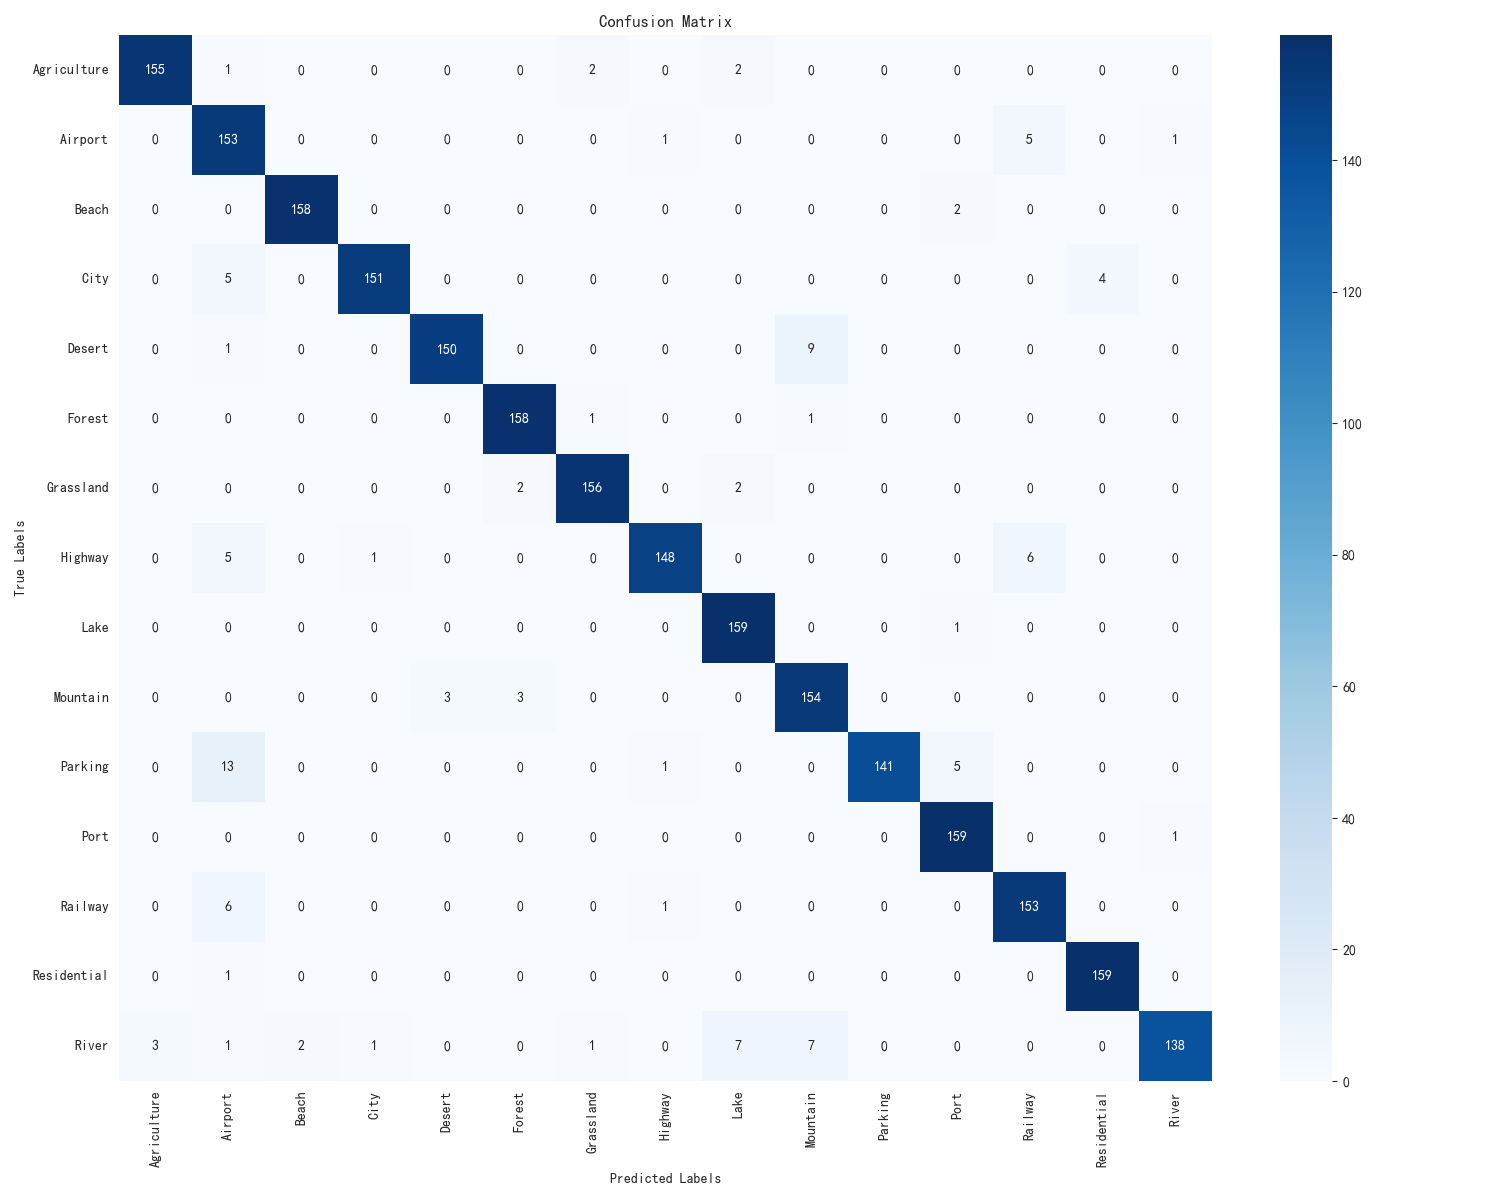 Confusion Matrix
Agriculture 155 1 0 0 0 0 2 0 2 0 0 0 0 0 0
Airport 0 153 0 0 0 0 0 1 0 0 0 0 5 0 1
Beach 0 0 158 0 0 0 0 0 0 0 0 2 0 0 0
City 0 5 0 151 0 0 0 0 0 0 0 0 0 4 0
Desert 0 1 0 0 150 0 0 0 0 9 0 0 0 0 0
Forest 0 0 0 0 0 158 1 0 0 1 0 0 0 0 0
Grassland 0 0 0 0 0 2 156 0 2 0 0 0 0 0 0
Highway 0 5 0 1 0 0 0 148 0 0 0 0 6 0 0
Lake 0 0 0 0 0 0 0 0 159 0 0 1 0 0 0
Mountain 0 0 0 0 3 3 0 0 0 154 0 0 0 0 0
Parking 0 13 0 0 0 0 0 1 0 0 141 5 0 0 0
Port 0 0 0 0 0 0 0 0 0 0 0 159 0 0 1
Railway 0 6 0 0 0 0 0 1 0 0 0 0 153 0 0
Residential 0 1 0 0 0 0 0 0 0 0 0 0 0 159 0
River 3 1 2 1 0 0 1 0 7 7 0 0 0 0 138
Agriculture Airport Beach City Desert Forest Grassland Highway Lake Mountain Parking Port Railway Residential River
Predicted Labels
True Labels
140
120
100
80
60
40
20
0